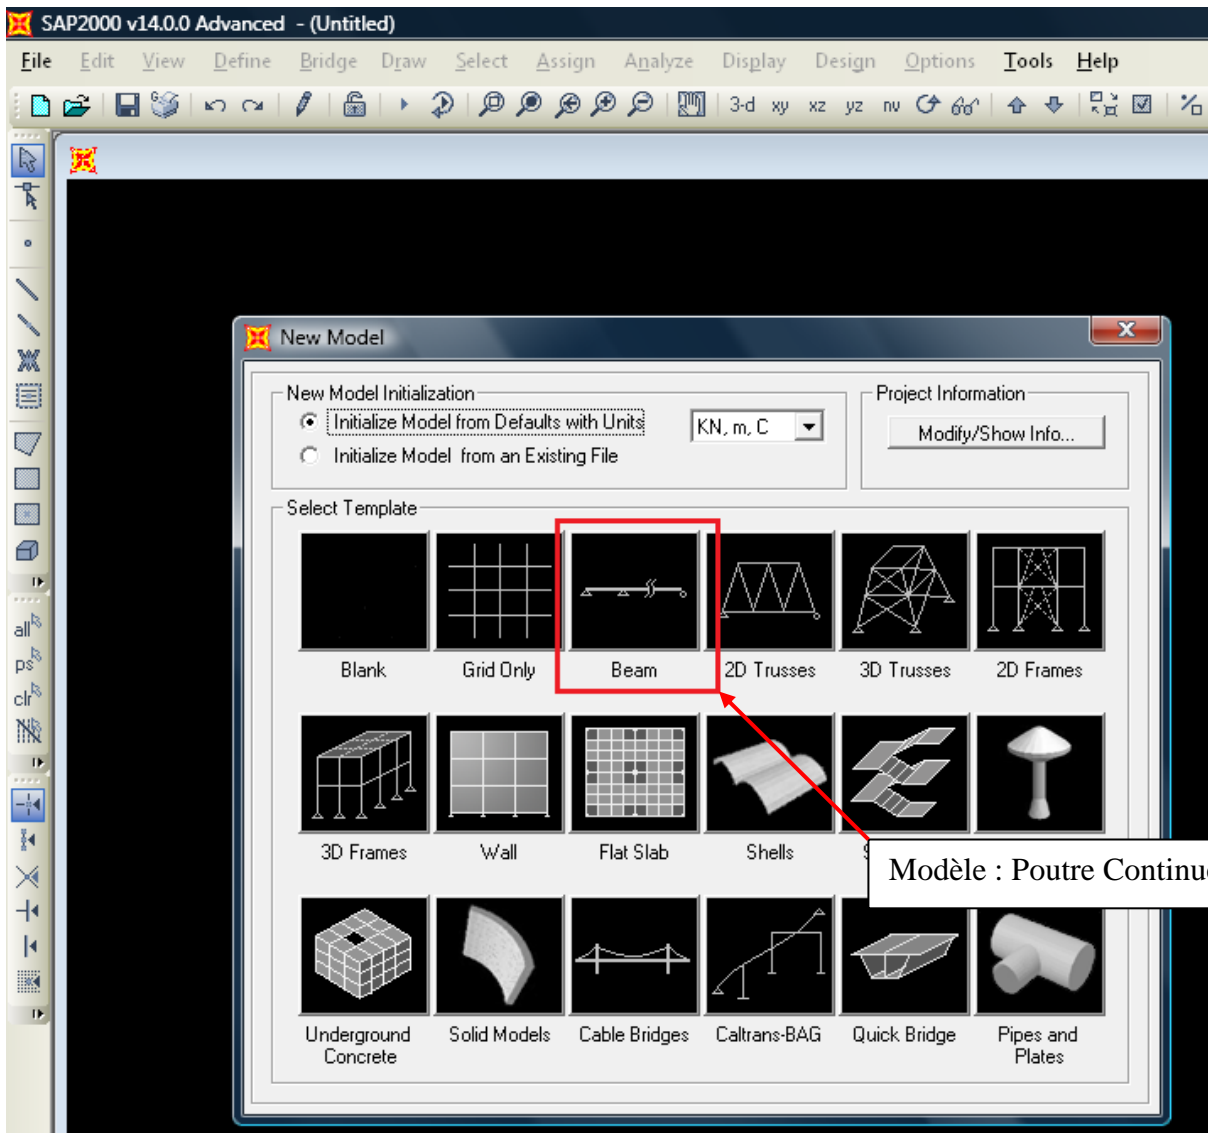 SAP2000 v14.0.0 Advanced - (Untitled)
File Edit View Define Bridge Draw Select Assign Analyze Display Design Options Tools Help
3-d xy xz yz nv
all
ps
clr
New Model
New Model Initialization
Project Information
Initialize Model from Defaults with Units
KN, m, C
Modify/Show Info...
Initialize Model from an Existing File
Select Template
Blank Grid Only Beam 2D Trusses 3D Trusses 2D Frames
3D Frames Wall Flat Slab Shells
Modèle : Poutre Continu
Underground Concrete
Solid Models
Cable Bridges
Caltrans-BAG
Quick Bridge
Pipes and Plates